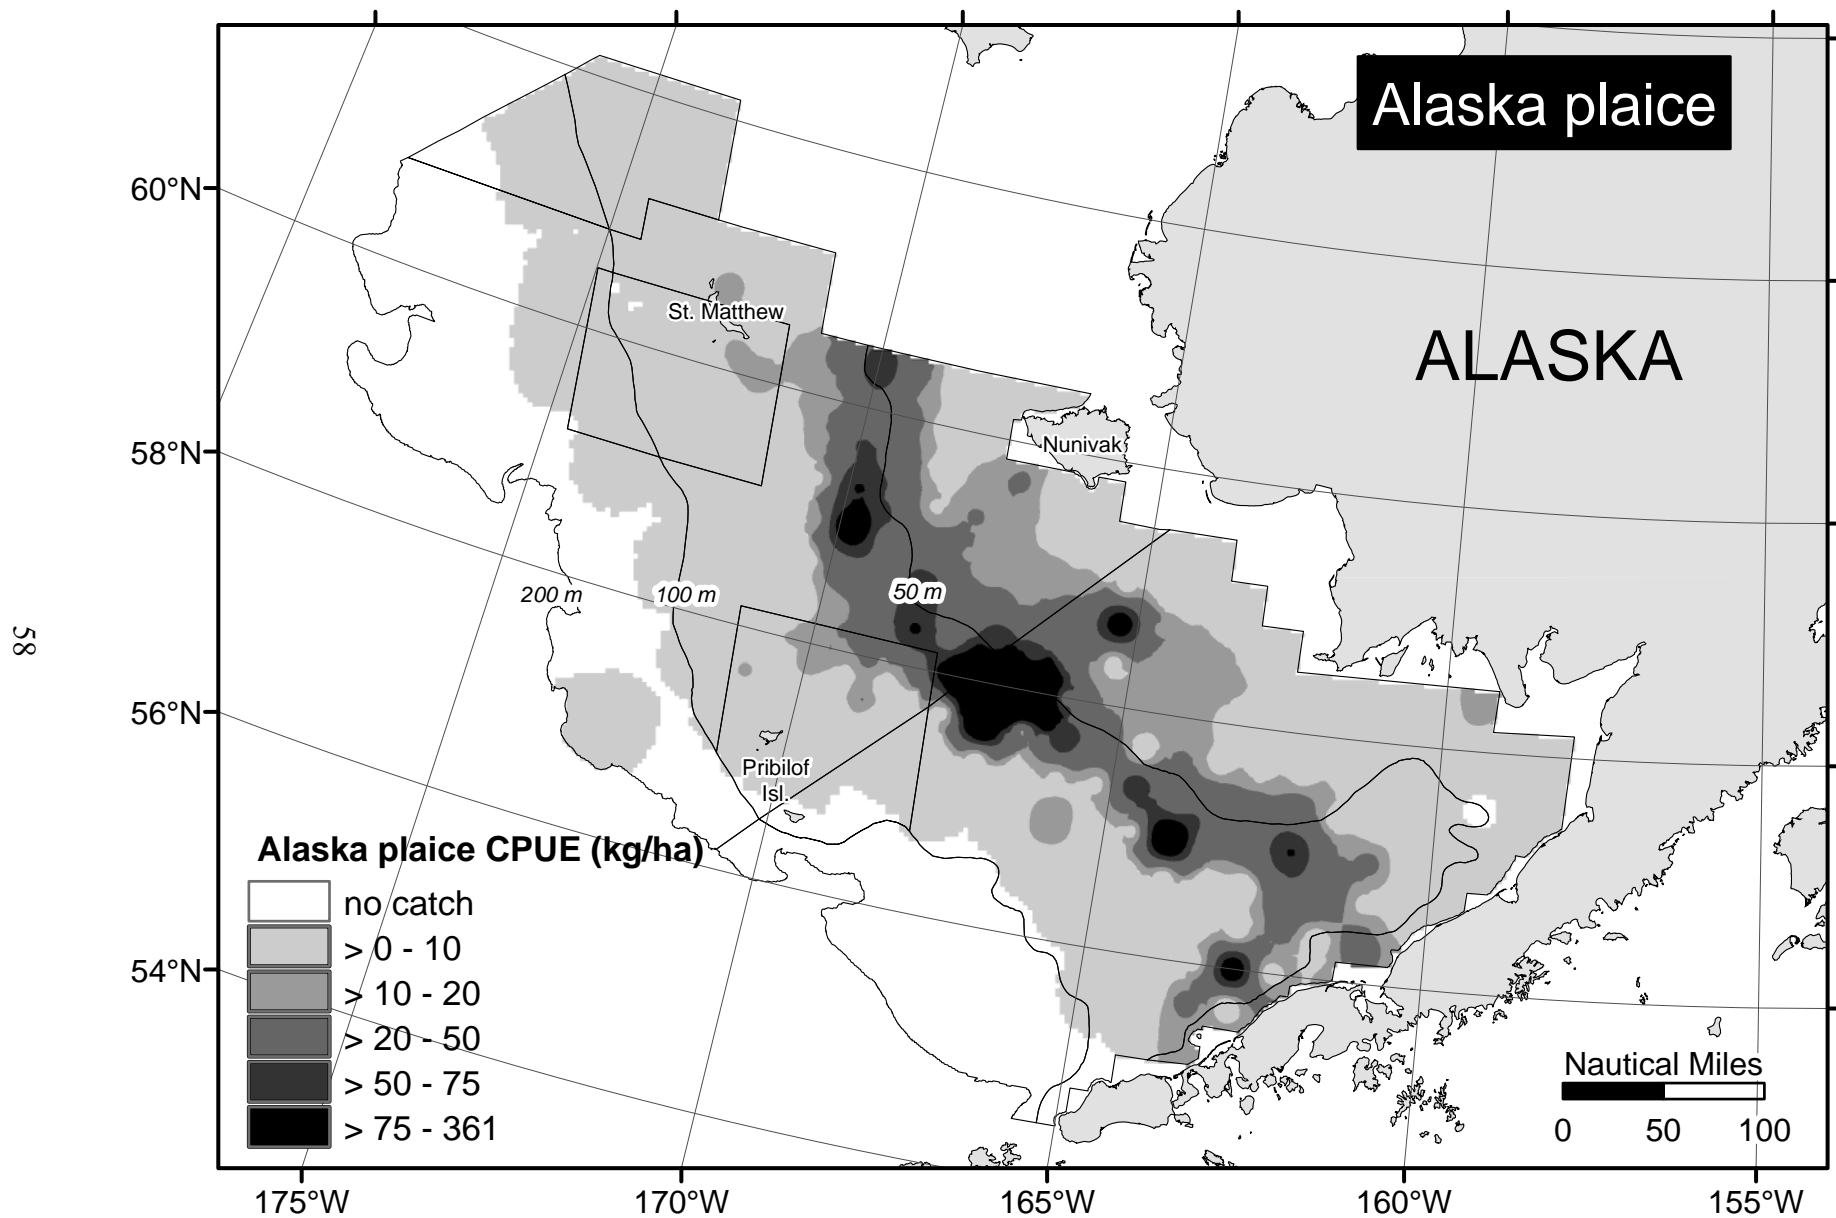 Alaska plaice
60°N
St. Matthew
ALASKA
58°N
Nunivak
200 m
100 m
50 m
58
56°N
Pribilof
Isl.
Alaska plaice CPUE (kg/ha)
no catch
> 0 - 10
> 10 - 20
> 20 - 50
> 50 - 75
> 75 - 361
54°N
Nautical Miles
0 50 100
175°W 170°W 165°W 160°W 155°W